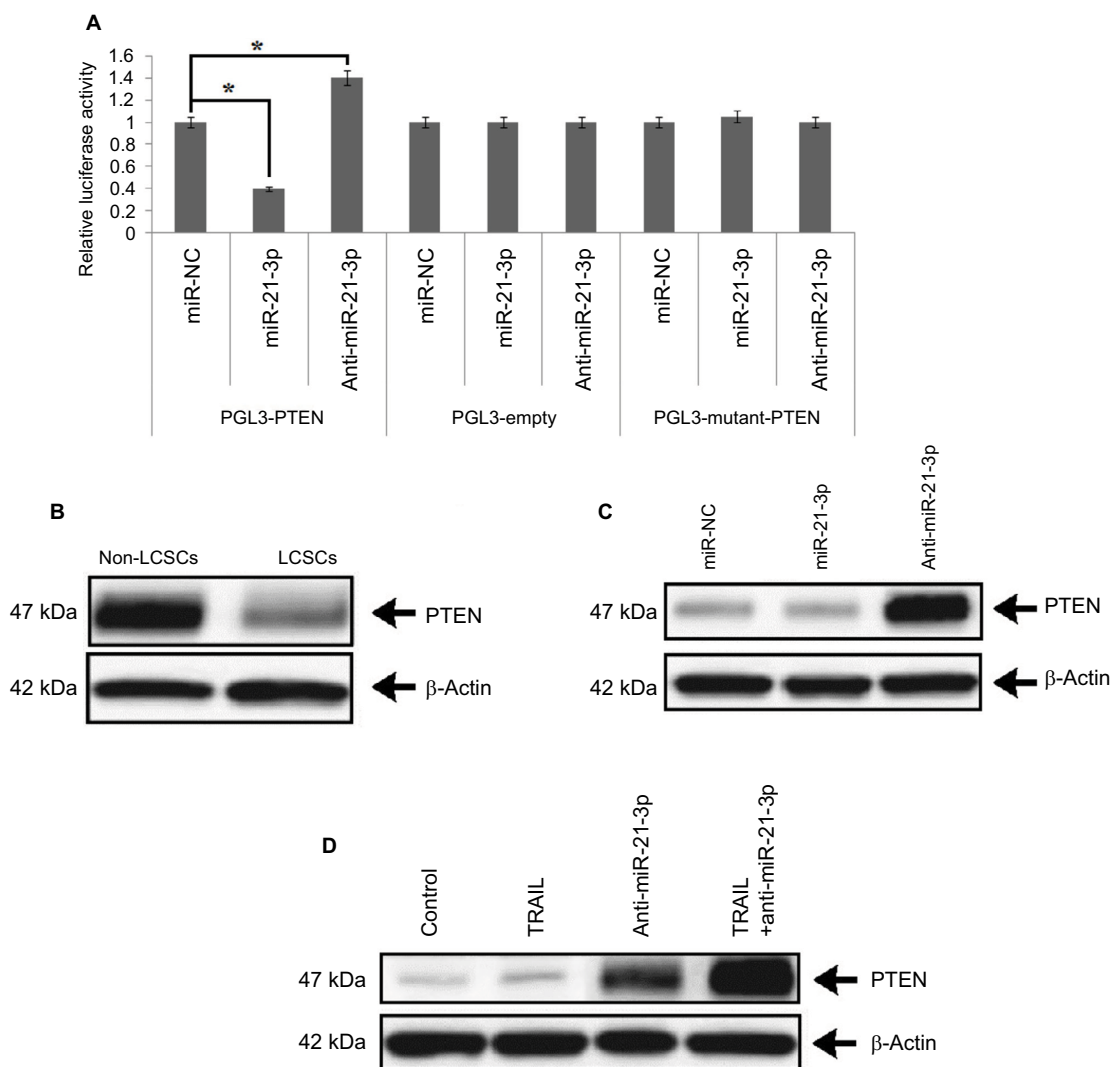 A
Relative luciferase activity
1.6
1.4
1.2
1
0.8
0.6
0.4
0.2
0
*
*
miR-NC
miR-21-3p
Anti-miR-21-3p
miR-NC
miR-21-3p
Anti-miR-21-3p
miR-NC
miR-21-3p
Anti-miR-21-3p
PGL3-PTEN
PGL3-empty
PGL3-mutant-PTEN
B
Non-LCSCs
LCSCs
47 kDa
PTEN
42 kDa
β-Actin
C
miR-NC
miR-21-3p
Anti-miR-21-3p
47 kDa
PTEN
42 kDa
β-Actin
D
Control
TRAIL
Anti-miR-21-3p
TRAIL
+anti-miR-21-3p
47 kDa
PTEN
42 kDa
β-Actin